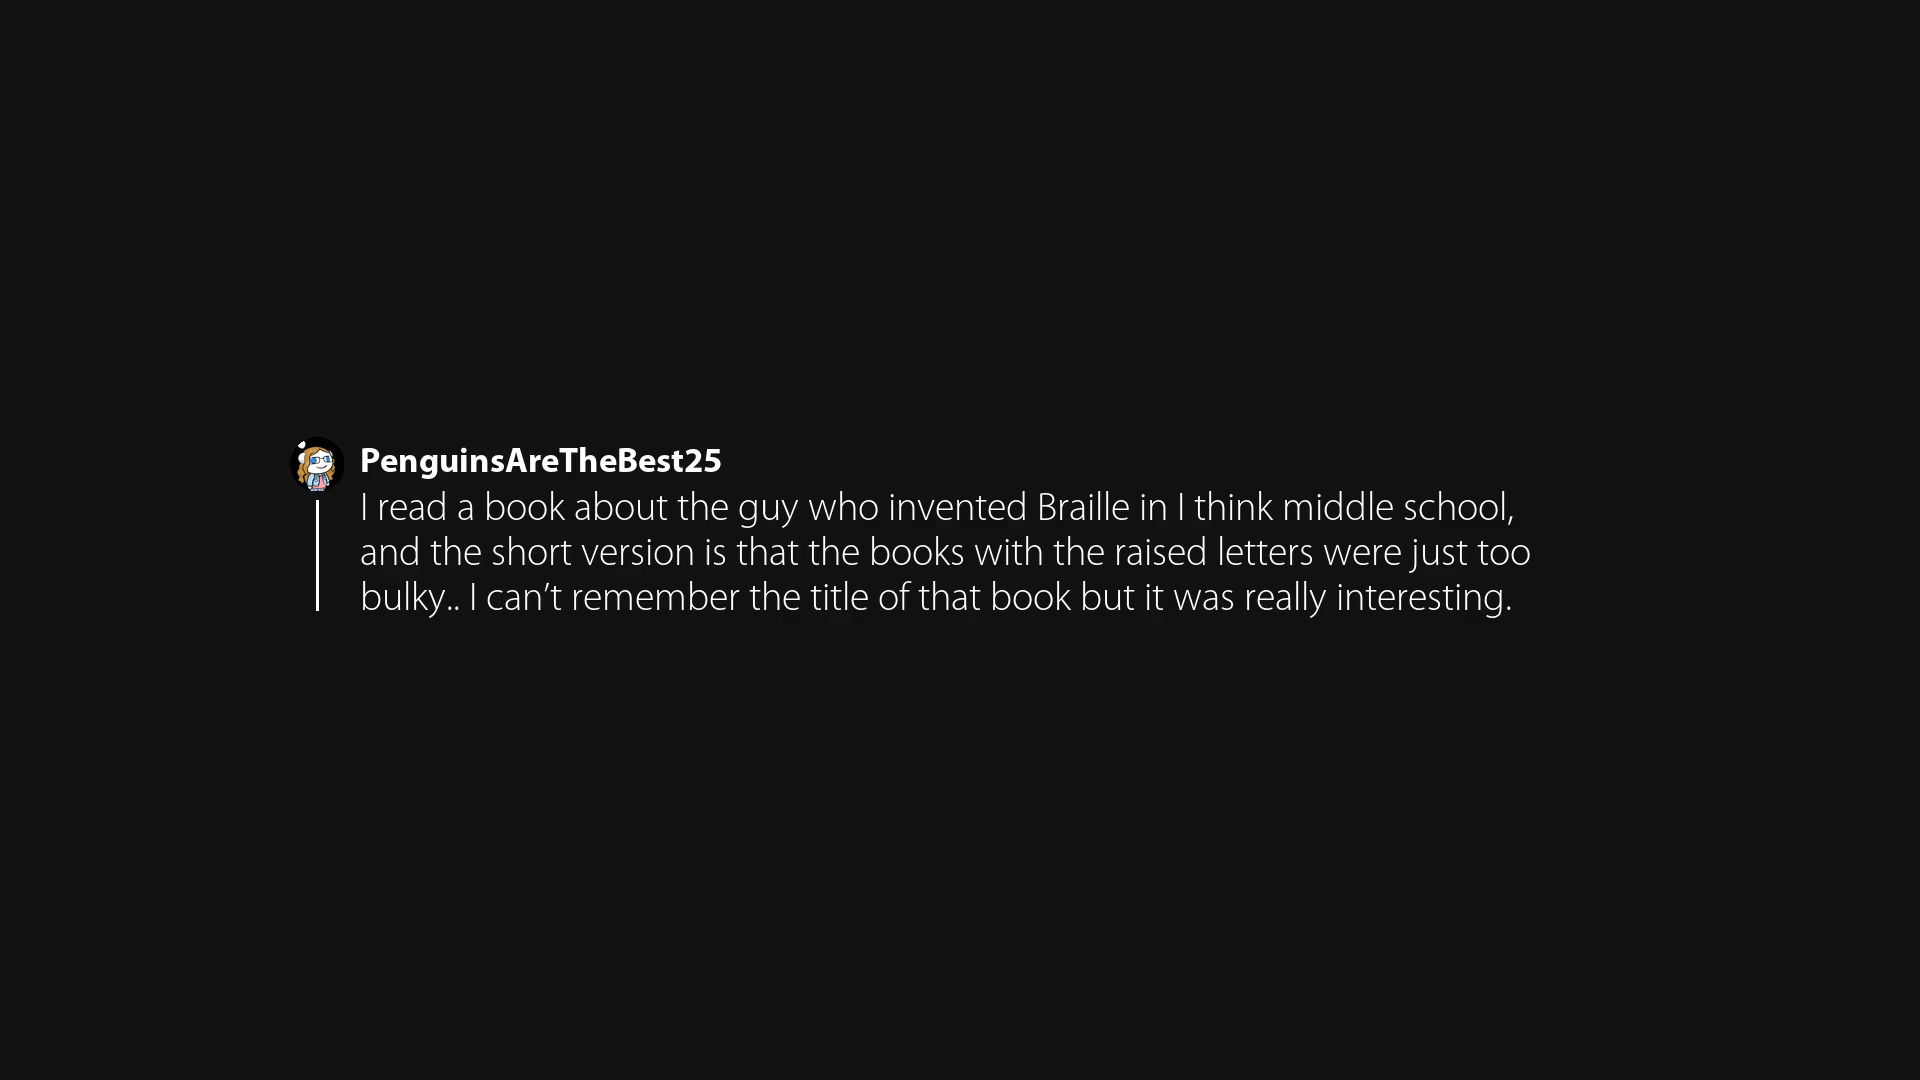 PenguinsAreTheBest25
I read a book about the guy who invented Braille in I think middle school,
and the short version is that the books with the raised letters were just too
bulky.. I can’t remember the title of that book but it was really interesting.